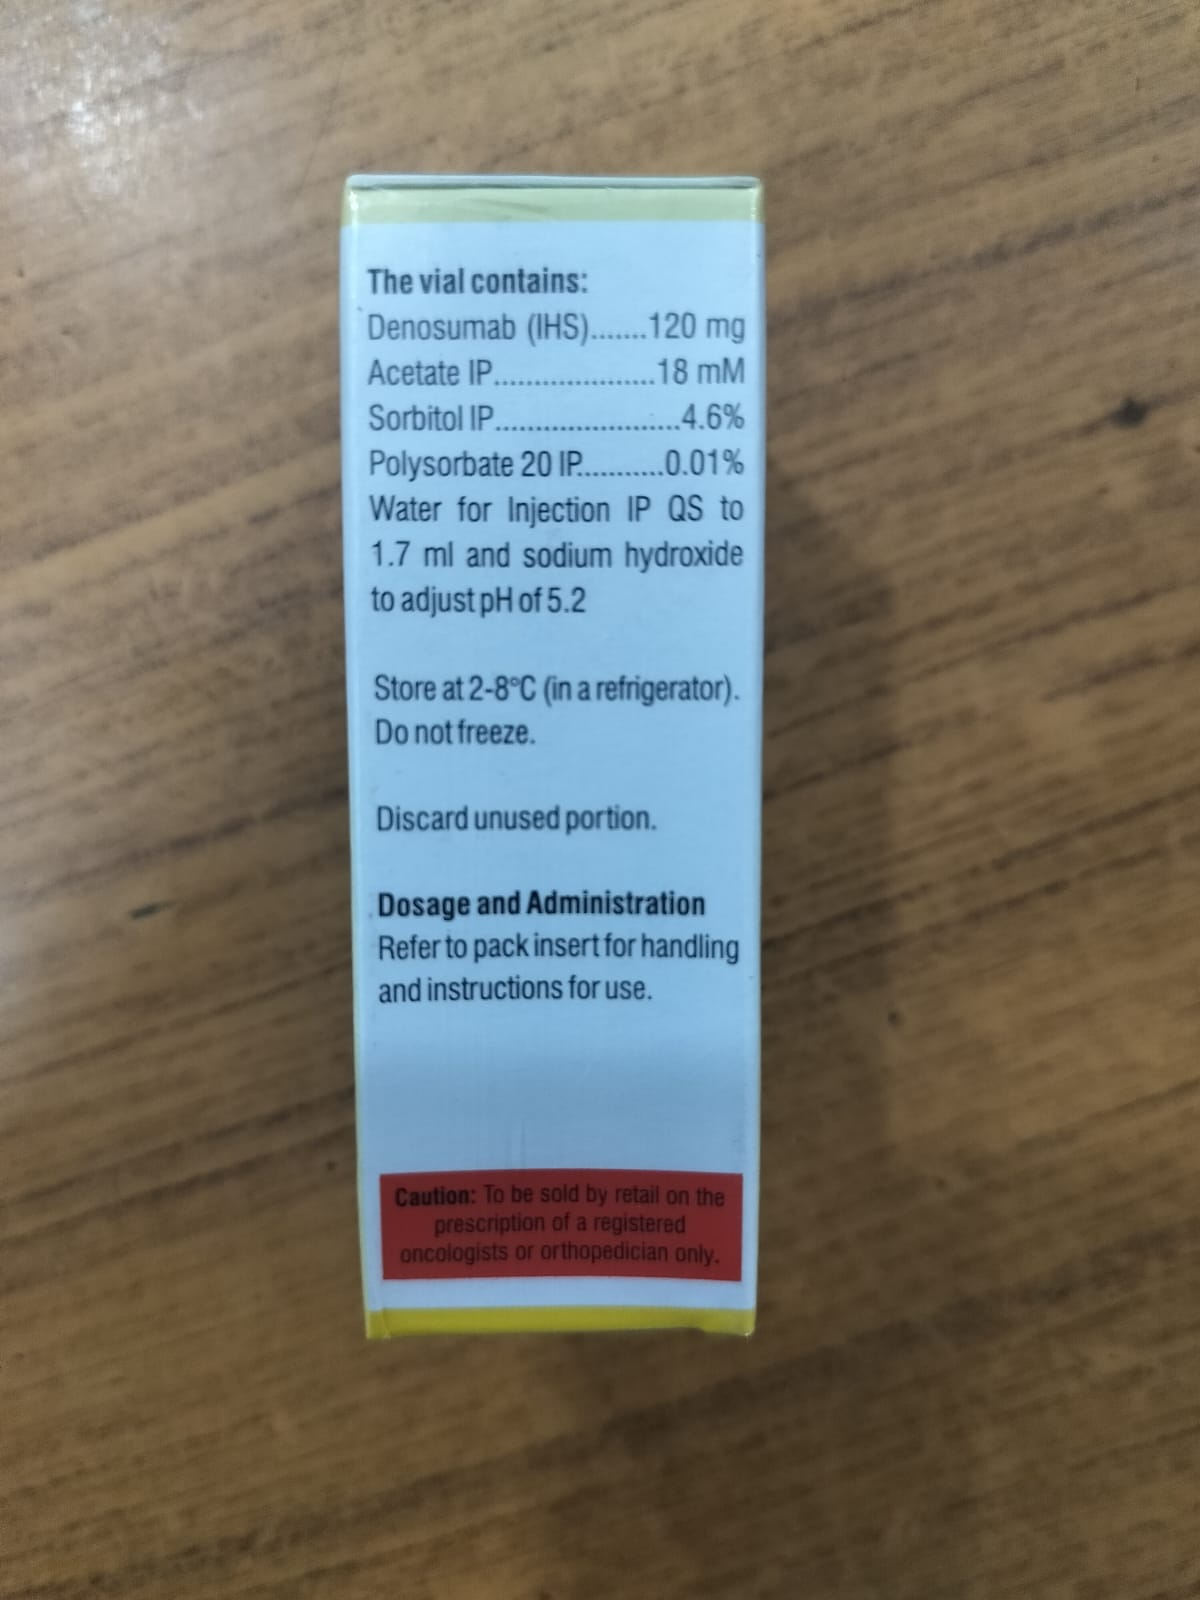 The vial contains:
Denosumab (IHS).......120 mg
Acetate IP....................18 mM
Sorbitol IP.......................4.6%
Polysorbate 20 IP...........0.01%
Water for Injection IP QS to
1.7 ml and sodium hydroxide
to adjust pH of 5.2
Store at 2-8°C (in a refrigerator).
Do not freeze.
Discard unused portion.
Dosage and Administration
Refer to pack insert for handling
and instructions for use.
Caution: To be sold by retail on the
prescription of a registered
oncologists or orthopedician only.